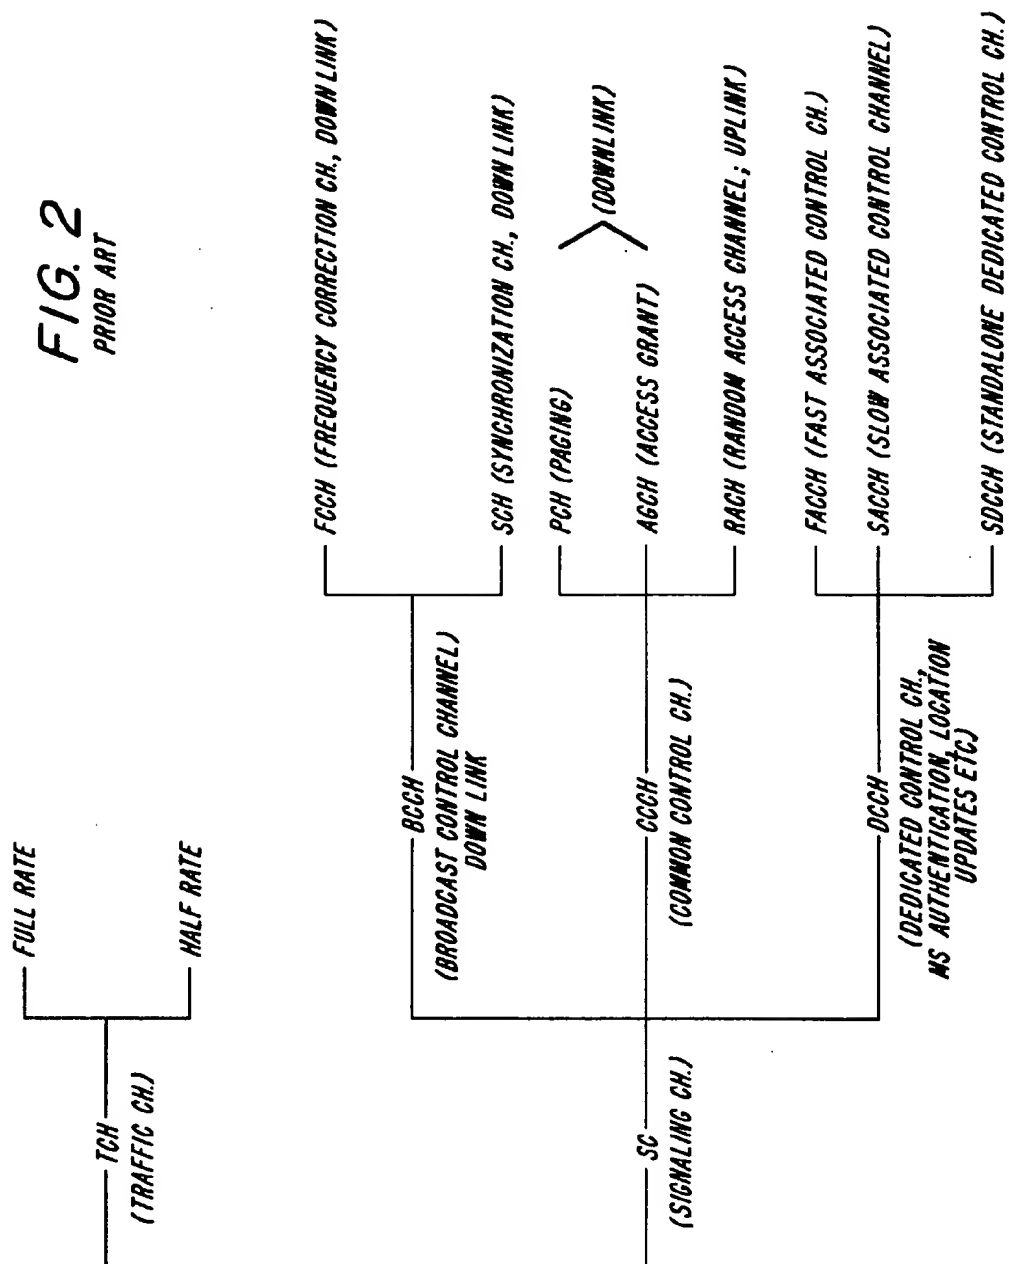 FIG. 2
PRIOR ART
TCH
(TRAFFIC CH.)
FULL RATE
HALF RATE
SC
(SIGNALING CH.)
BCCH
(BROADCAST CONTROL CHANNEL)
DOWN LINK
FCCH (FREQUENCY CORRECTION CH., DOWN LINK)
SCH (SYNCHRONIZATION CH., DOWN LINK)
CCCH
(COMMON CONTROL CH.)
PCH (PAGING)
AGCH (ACCESS GRANT)
(DOWNLINK)
RACH (RANDOM ACCESS CHANNEL; UPLINK)
DCCH
(DEDICATED CONTROL CH.,
MS AUTHENTICATION, LOCATION
UPDATES ETC)
FACCH (FAST ASSOCIATED CONTROL CH.)
SACCH (SLOW ASSOCIATED CONTROL CHANNEL)
SDCCH (STANDALONE DEDICATED CONTROL CH.)